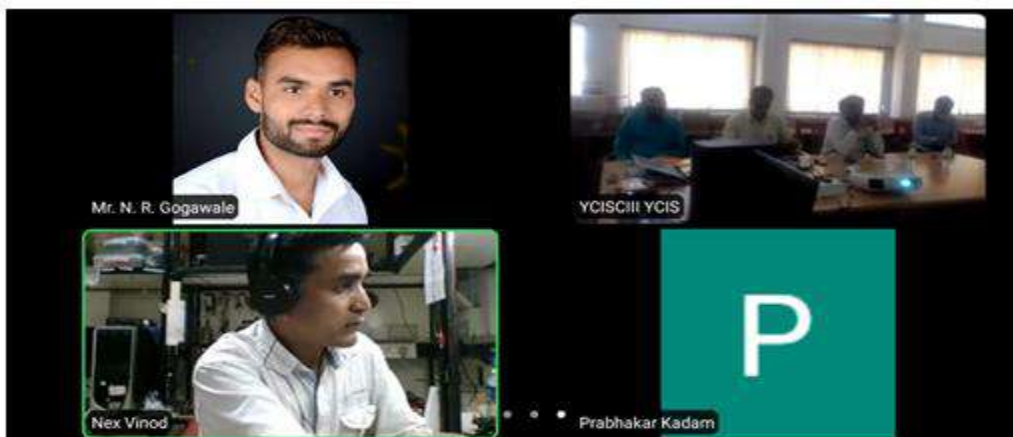 Mr. N. R. Gogawale
YCISCIII YCIS
Nex Vinod
P
Prabhakar Kadam